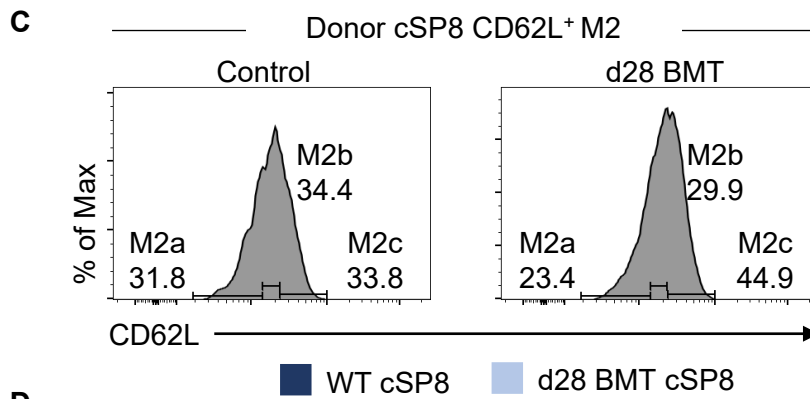 C
Donor cSP8 CD62L⁺ M2
Control
d28 BMT
% of Max
M2b
34.4
M2a
31.8
M2c
33.8
M2b
29.9
M2a
23.4
M2c
44.9
CD62L
WT cSP8
d28 BMT cSP8